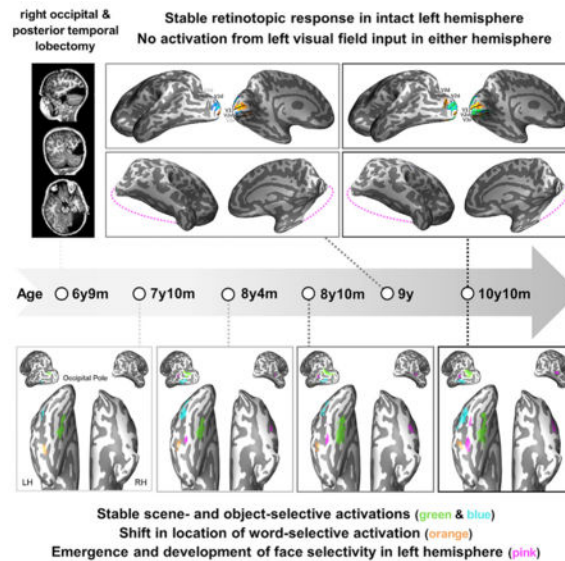 right occipital &
posterior temporal
lobectomy
Stable retinotopic response in intact left hemisphere
No activation from left visual field input in either hemisphere
Age
6y9m
7y10m
8y4m
8y10m
9y
10y10m
Occipital Pole
LH
RH
Stable scene- and object-selective activations (green & blue)
Shift in location of word-selective activation (orange)
Emergence and development of face selectivity in left hemisphere (pink)